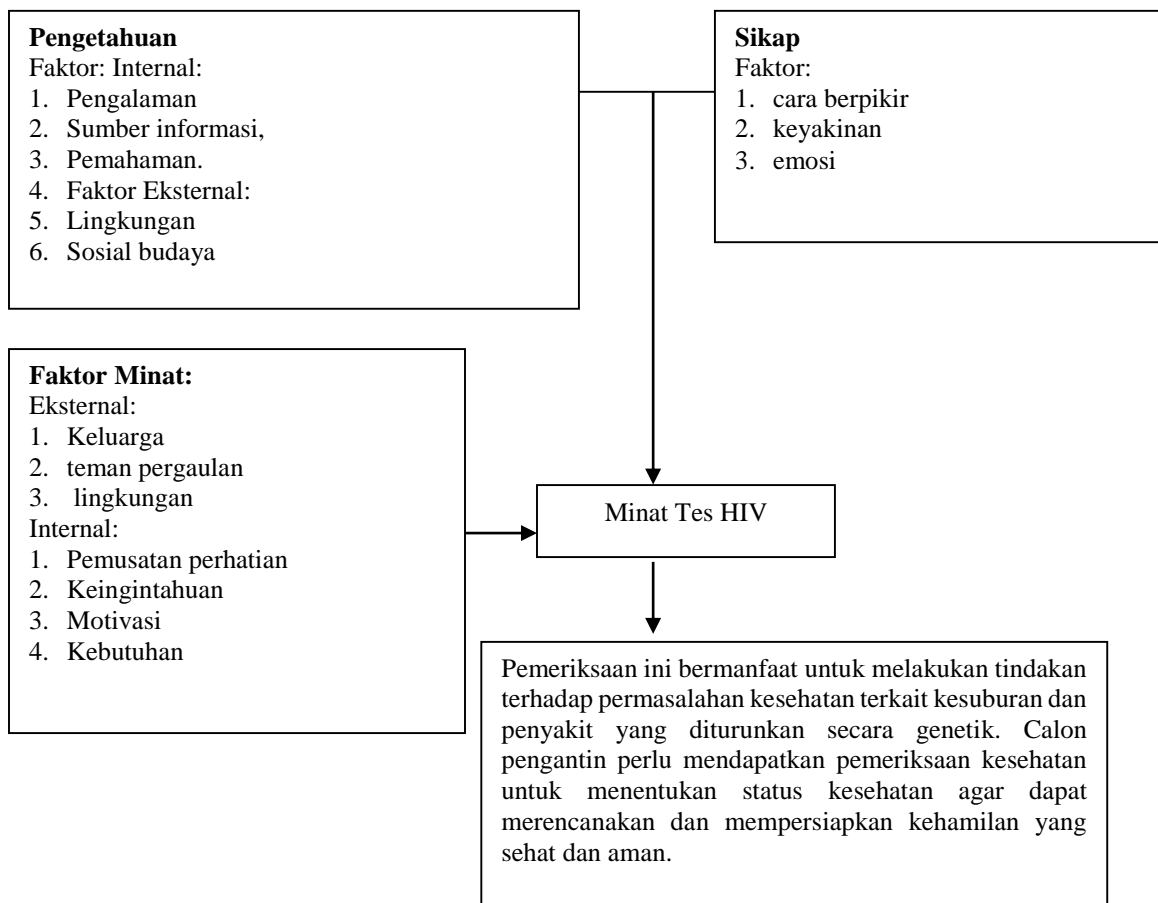 Pengetahuan
Faktor: Internal:
1. Pengalaman
2. Sumber informasi,
3. Pemahaman.
4. Faktor Eksternal:
5. Lingkungan
6. Sosial budaya
Sikap
Faktor:
1. cara berpikir
2. keyakinan
3. emosi
Faktor Minat:
Eksternal:
1. Keluarga
2. teman pergaulan
3. lingkungan
Internal:
1. Pemusatan perhatian
2. Keingintahuan
3. Motivasi
4. Kebutuhan
Minat Tes HIV
Pemeriksaan ini bermanfaat untuk melakukan tindakan
terhadap permasalahan kesehatan terkait kesuburan dan
penyakit yang diturunkan secara genetik. Calon
pengantin perlu mendapatkan pemeriksaan kesehatan
untuk menentukan status kesehatan agar dapat
merencanakan dan mempersiapkan kehamilan yang
sehat dan aman.